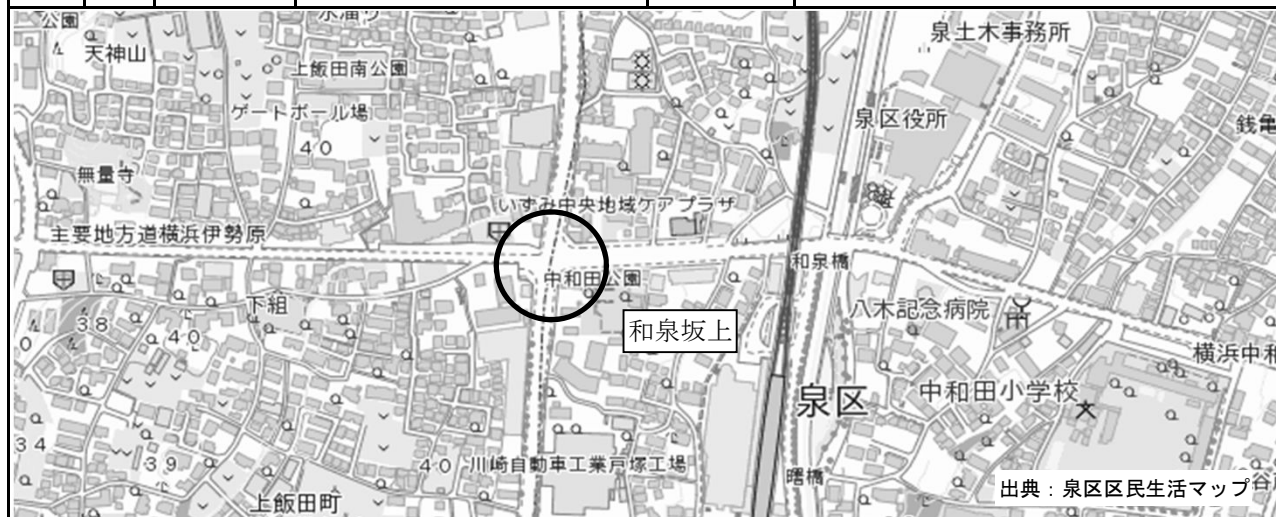 公園
天神山
上飯田南公園
ゲートボール場
40
無量寺
主要地方道横浜伊勢原
下組
38
40
34
39
40
上飯田町
いずみ中央地域ケアプラザ
中和田公園
和泉坂上
川崎自動車工業戸塚工場
泉土木事務所
泉区役所
銭亀
和泉橋
八木記念病院
横浜中和
泉区
中和田小学校
曙橋
出典：泉区区民生活マップ